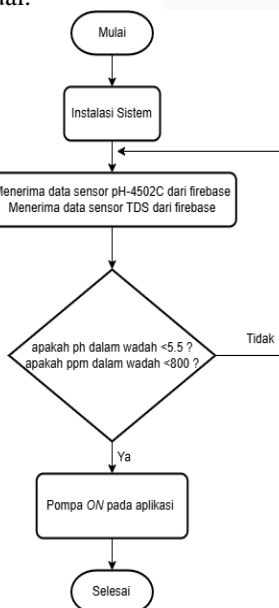 Mulai
Instalasi Sistem
Menerima data sensor pH-4502C dari firebase
Menerima data sensor TDS dari firebase
apakah ph dalam wadah <5.5 ?
apakah ppm dalam wadah <800 ?
Tidak
Ya
Pompa ON pada aplikasi
Selesai